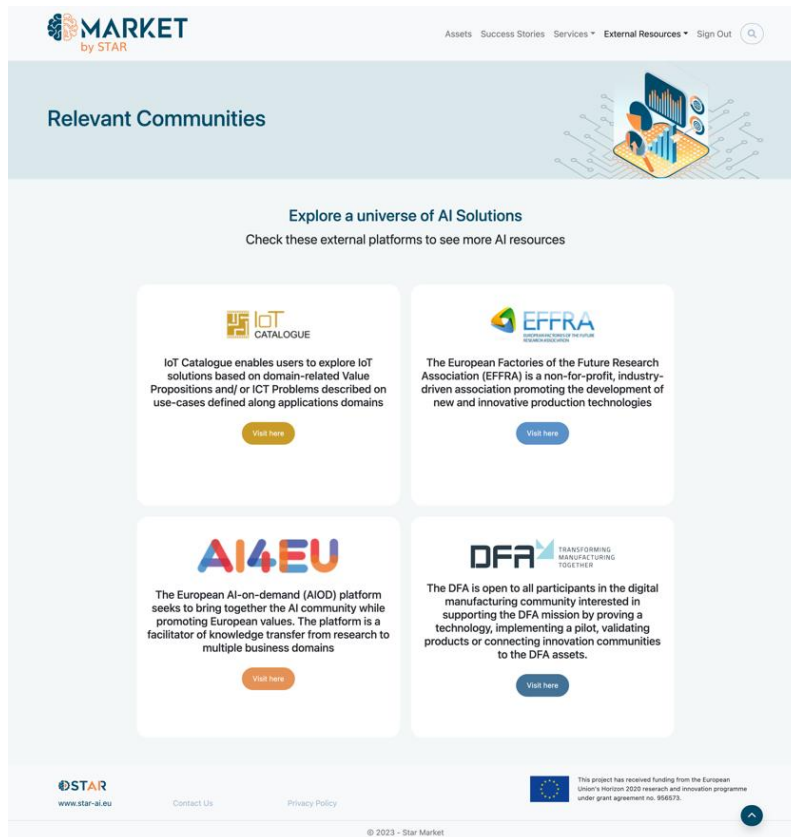 MARKET
by STAR
Assets Success Stories Services External Resources Sign Out
Relevant Communities
Explore a universe of AI Solutions
Check these external platforms to see more AI resources
IoT
CATALOGUE
IoT Catalogue enables users to explore IoT
solutions based on domain-related Value
Propositions and/ or ICT Problems described on
use-cases defined along applications domains
Visit here
EFFRA
EUROPEAN FACTORIES OF THE FUTURE
RESEARCH ASSOCIATION
The European Factories of the Future Research
Association (EFFRA) is a non-for-profit, industry-
driven association promoting the development of
new and innovative production technologies
Visit here
AI4EU
The European AI-on-demand (AIOD) platform
seeks to bring together the AI community while
promoting European values. The platform is a
facilitator of knowledge transfer from research to
multiple business domains
Visit here
DFA
TRANSFORMING
MANUFACTURING
TOGETHER
The DFA is open to all participants in the digital
manufacturing community interested in
supporting the DFA mission by proving a
technology, implementing a pilot, validating
products or connecting innovation communities
to the DFA assets.
Visit here
STAR
www.star-ai.eu
Contact Us
Privacy Policy
This project has received funding from the European
Union's Horizon 2020 reserach and innovation programme
under grant agreement no. 956573.
© 2023 - Star Market